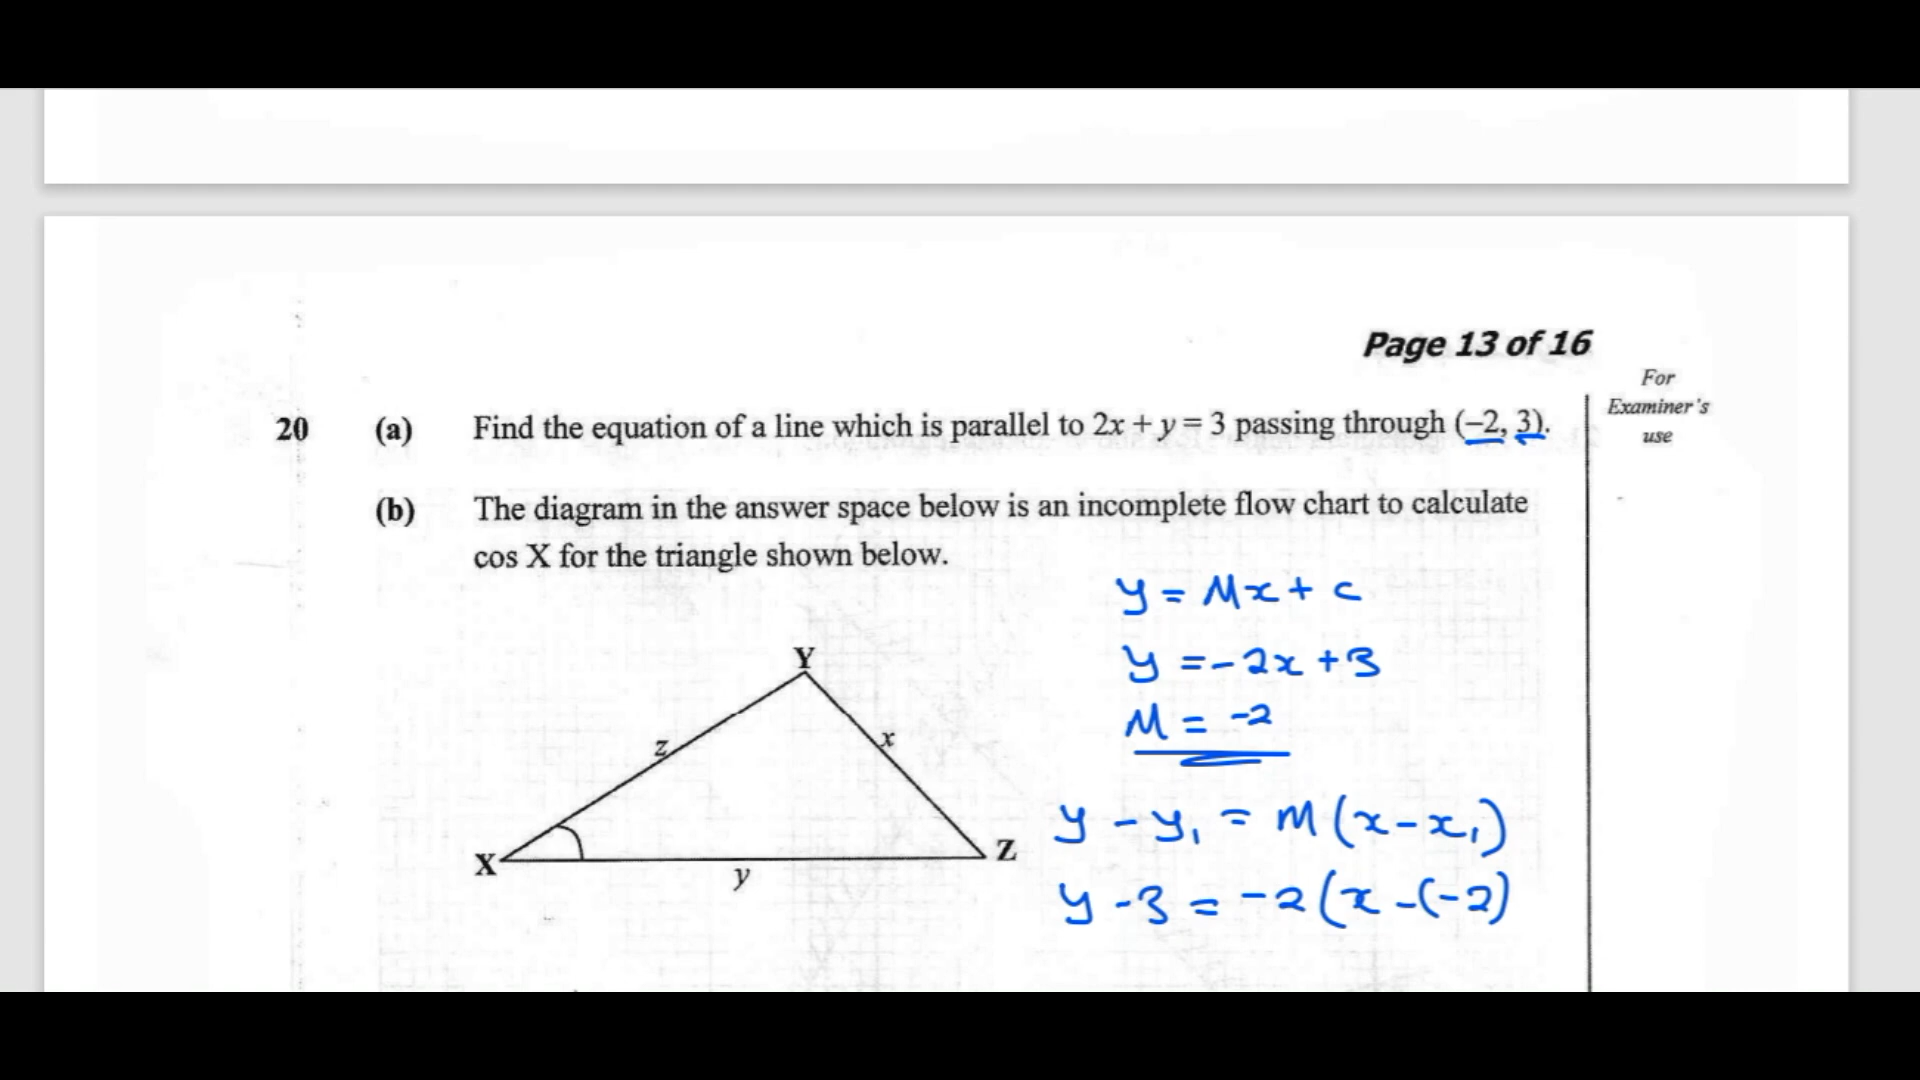 Page 13 of 16
For
Examiner's
use
20 (a) Find the equation of a line which is parallel to 2x + y = 3 passing through (−2, 3).
(b) The diagram in the answer space below is an incomplete flow chart to calculate
cos X for the triangle shown below.
y = Mx + c
y = -2x + 3
M = -2
Y
z
x
X
Z
y
y - y₁ = m(x - x₁)
y - 3 = -2(x - (-2)